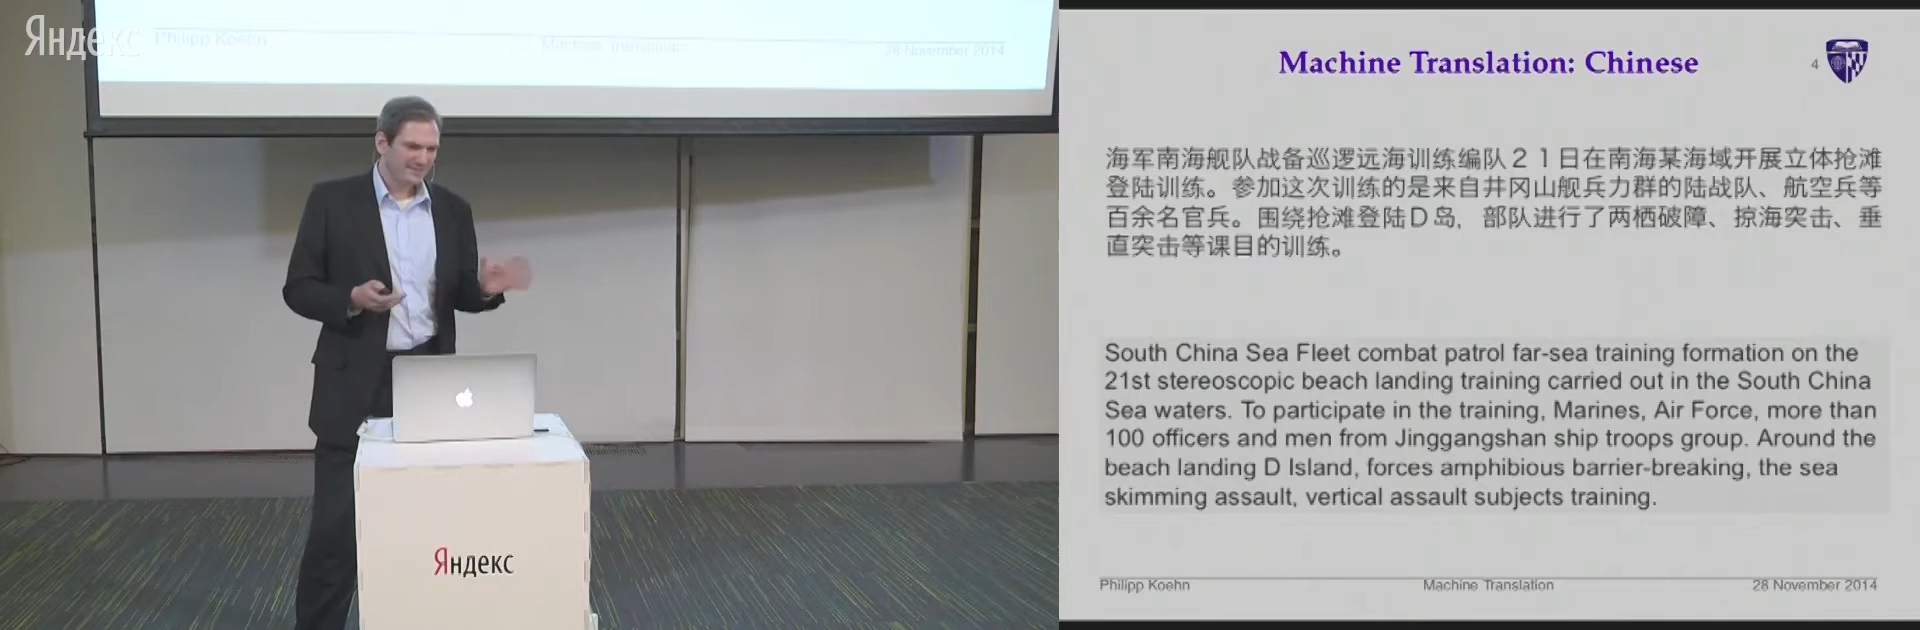 Яндекс
Philipp Koehn
Machine Translation
28 November 2014
Яндекс
Machine Translation: Chinese
4
海军南海舰队战备巡逻远海训练编队２１日在南海某海域开展立体抢滩
登陆训练。参加这次训练的是来自井冈山舰兵力群的陆战队、航空兵等
百余名官兵。围绕抢滩登陆Ｄ岛，部队进行了两栖破障、掠海突击、垂
直突击等课目的训练。
South China Sea Fleet combat patrol far-sea training formation on the
21st stereoscopic beach landing training carried out in the South China
Sea waters. To participate in the training, Marines, Air Force, more than
100 officers and men from Jinggangshan ship troops group. Around the
beach landing D Island, forces amphibious barrier-breaking, the sea
skimming assault, vertical assault subjects training.
Philipp Koehn
Machine Translation
28 November 2014